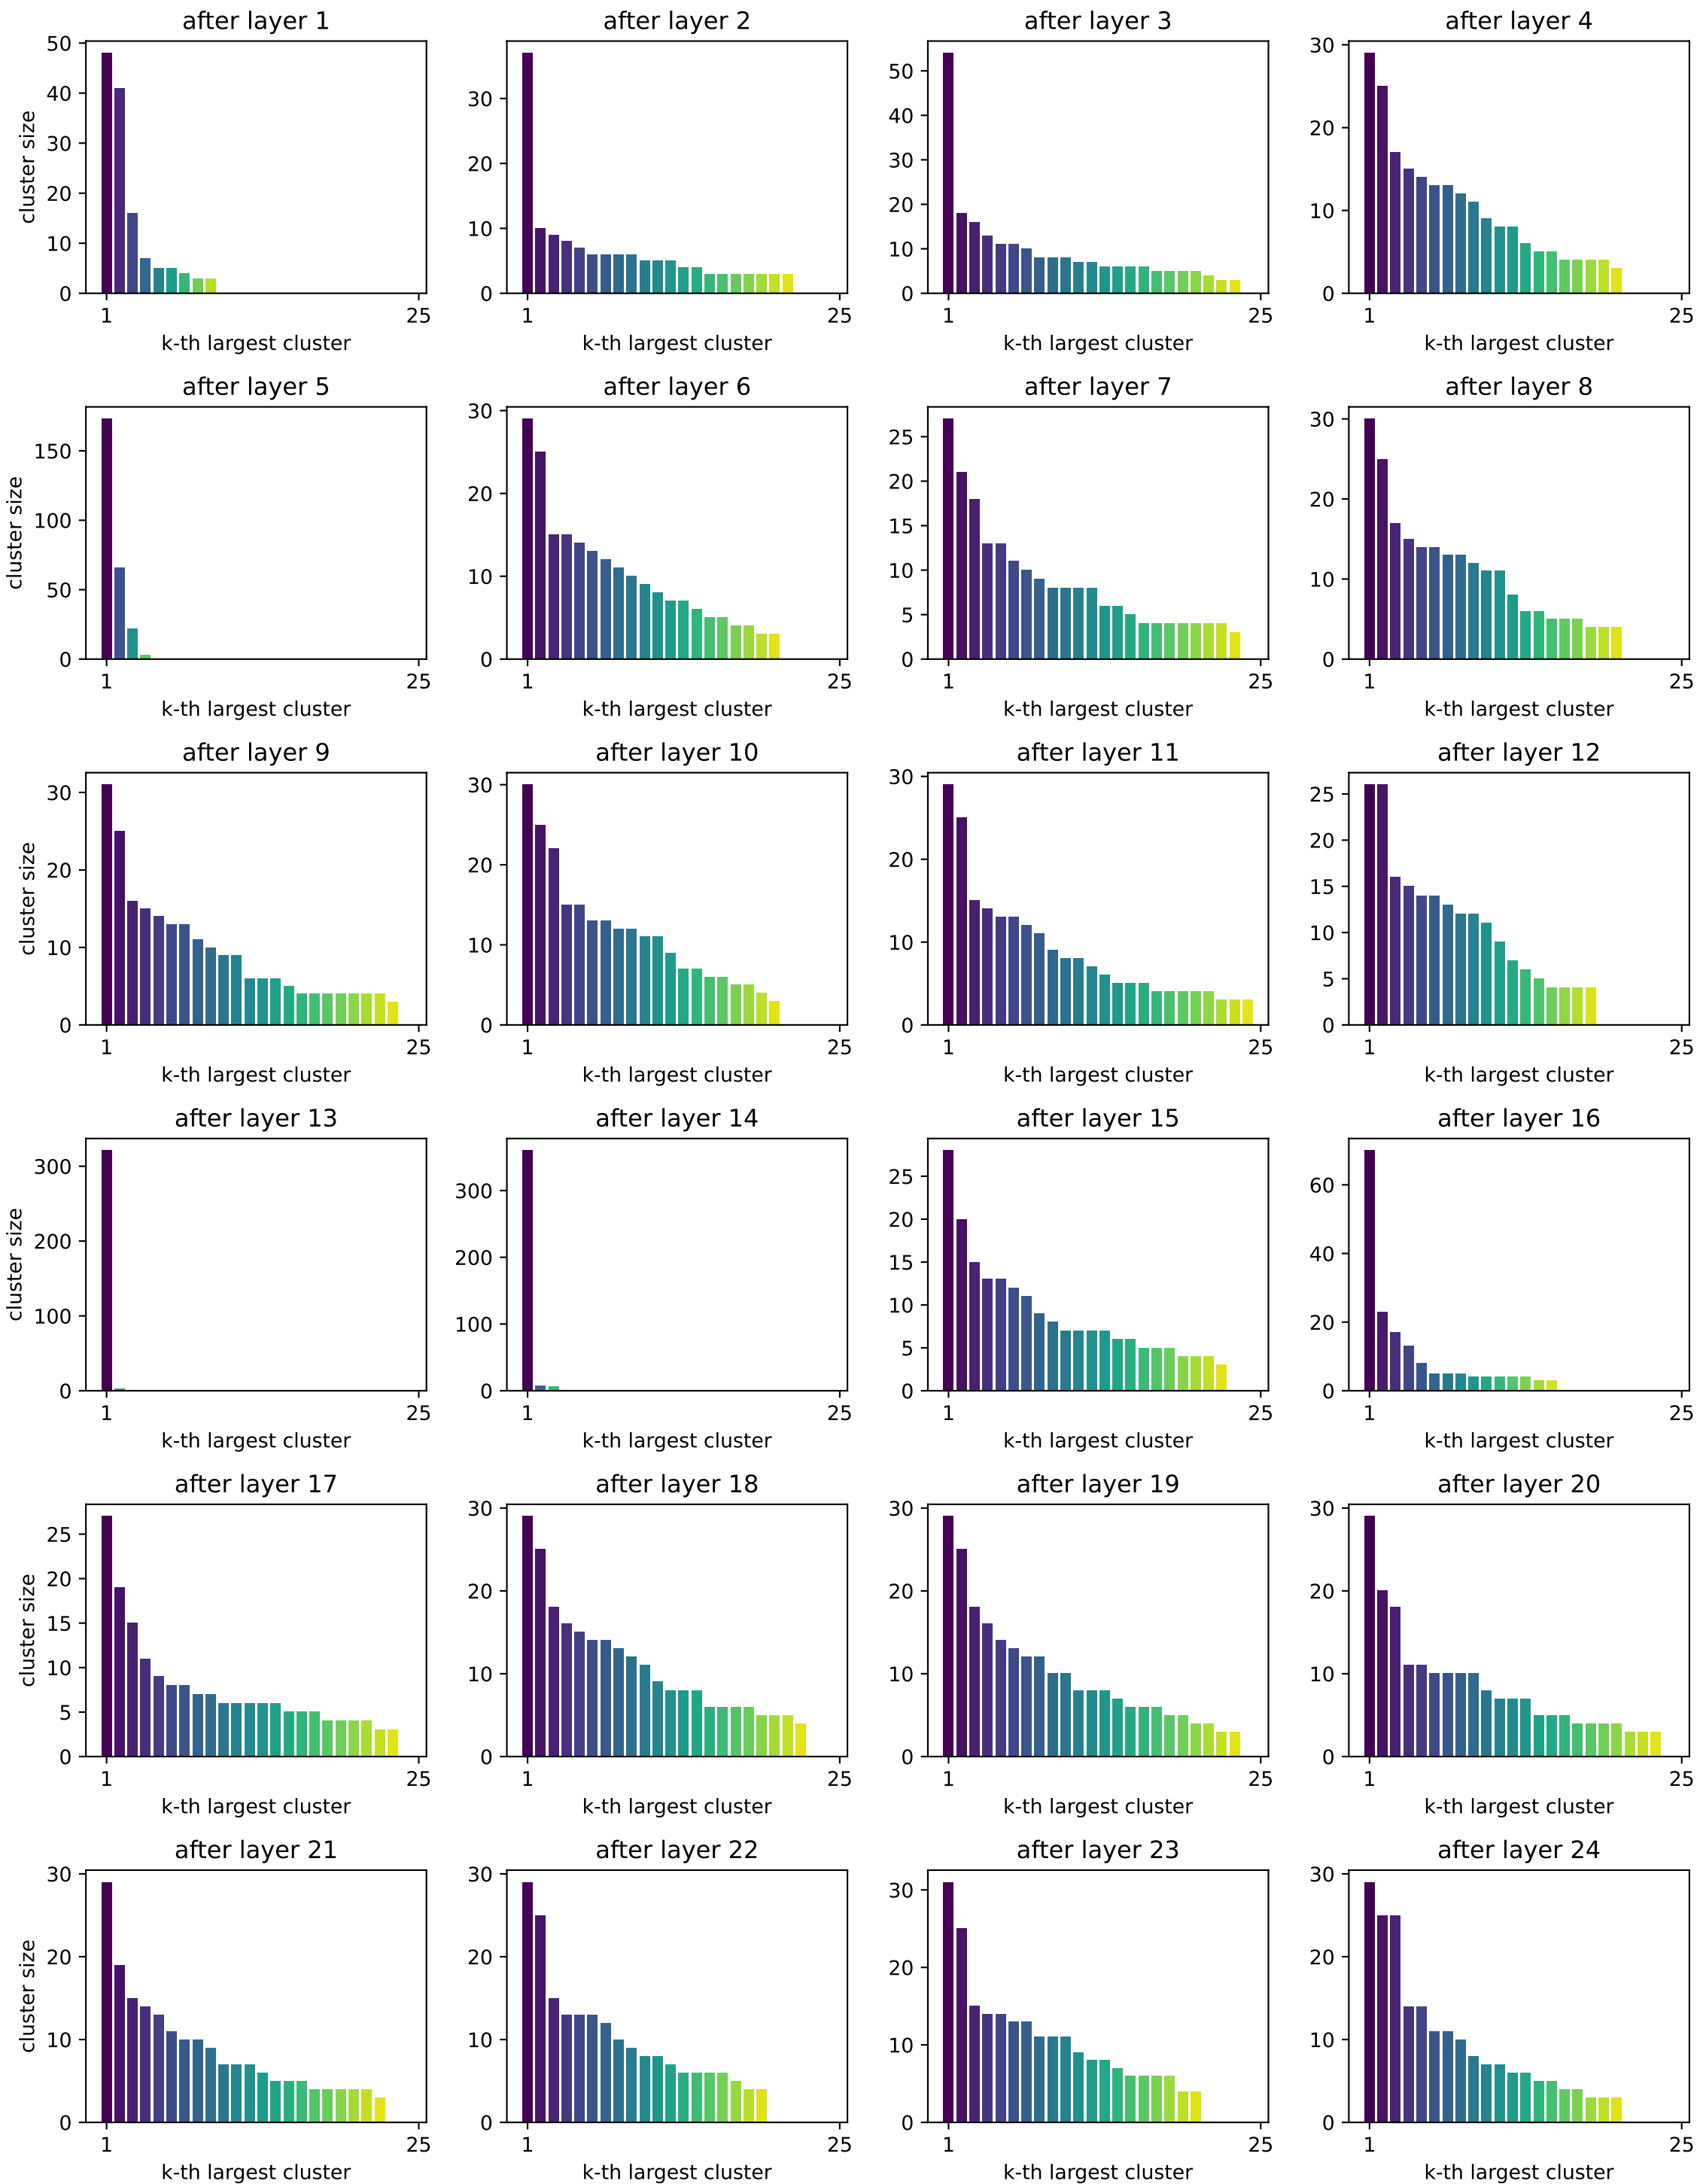 after layer 1
after layer 2
after layer 3
after layer 4
cluster size
50
40
30
20
10
0
1
25
k-th largest cluster
30
20
10
0
1
25
k-th largest cluster
50
40
30
20
10
0
1
25
k-th largest cluster
30
20
10
0
1
25
k-th largest cluster
after layer 5
after layer 6
after layer 7
after layer 8
cluster size
150
100
50
0
1
25
k-th largest cluster
30
20
10
0
1
25
k-th largest cluster
25
20
15
10
5
0
1
25
k-th largest cluster
30
20
10
0
1
25
k-th largest cluster
after layer 9
after layer 10
after layer 11
after layer 12
cluster size
30
20
10
0
1
25
k-th largest cluster
30
20
10
0
1
25
k-th largest cluster
30
20
10
0
1
25
k-th largest cluster
25
20
15
10
5
0
1
25
k-th largest cluster
after layer 13
after layer 14
after layer 15
after layer 16
cluster size
300
200
100
0
1
25
k-th largest cluster
300
200
100
0
1
25
k-th largest cluster
25
20
15
10
5
0
1
25
k-th largest cluster
60
40
20
0
1
25
k-th largest cluster
after layer 17
after layer 18
after layer 19
after layer 20
cluster size
25
20
15
10
5
0
1
25
k-th largest cluster
30
20
10
0
1
25
k-th largest cluster
30
20
10
0
1
25
k-th largest cluster
30
20
10
0
1
25
k-th largest cluster
after layer 21
after layer 22
after layer 23
after layer 24
cluster size
30
20
10
0
1
25
k-th largest cluster
30
20
10
0
1
25
k-th largest cluster
30
20
10
0
1
25
k-th largest cluster
30
20
10
0
1
25
k-th largest cluster